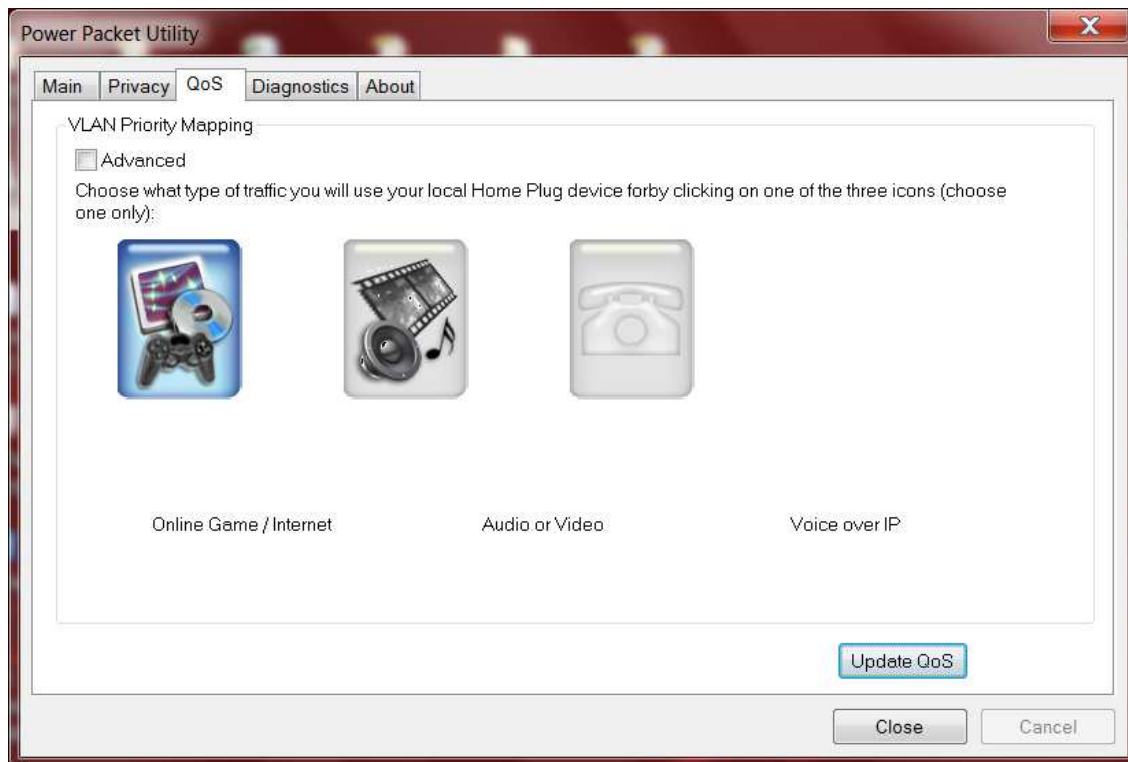 Power Packet Utility
Main Privacy QoS Diagnostics About
VLAN Priority Mapping
Advanced
Choose what type of traffic you will use your local Home Plug device forby clicking on one of the three icons (choose
one only):
Online Game / Internet Audio or Video Voice over IP
Update QoS
Close Cancel